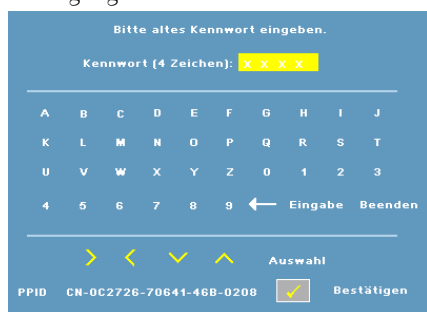 Bitte altes Kennwort eingeben.
Kennwort (4 Zeichen): X X X X
A B C D E F G H I J
K L M N O P Q R S T
U V W X Y Z 0 1 2 3
4 5 6 7 8 9 ← Eingabe Beenden
Auswahl
PPID CN-0C2726-70641-46B-0208 ✓ Bestätigen